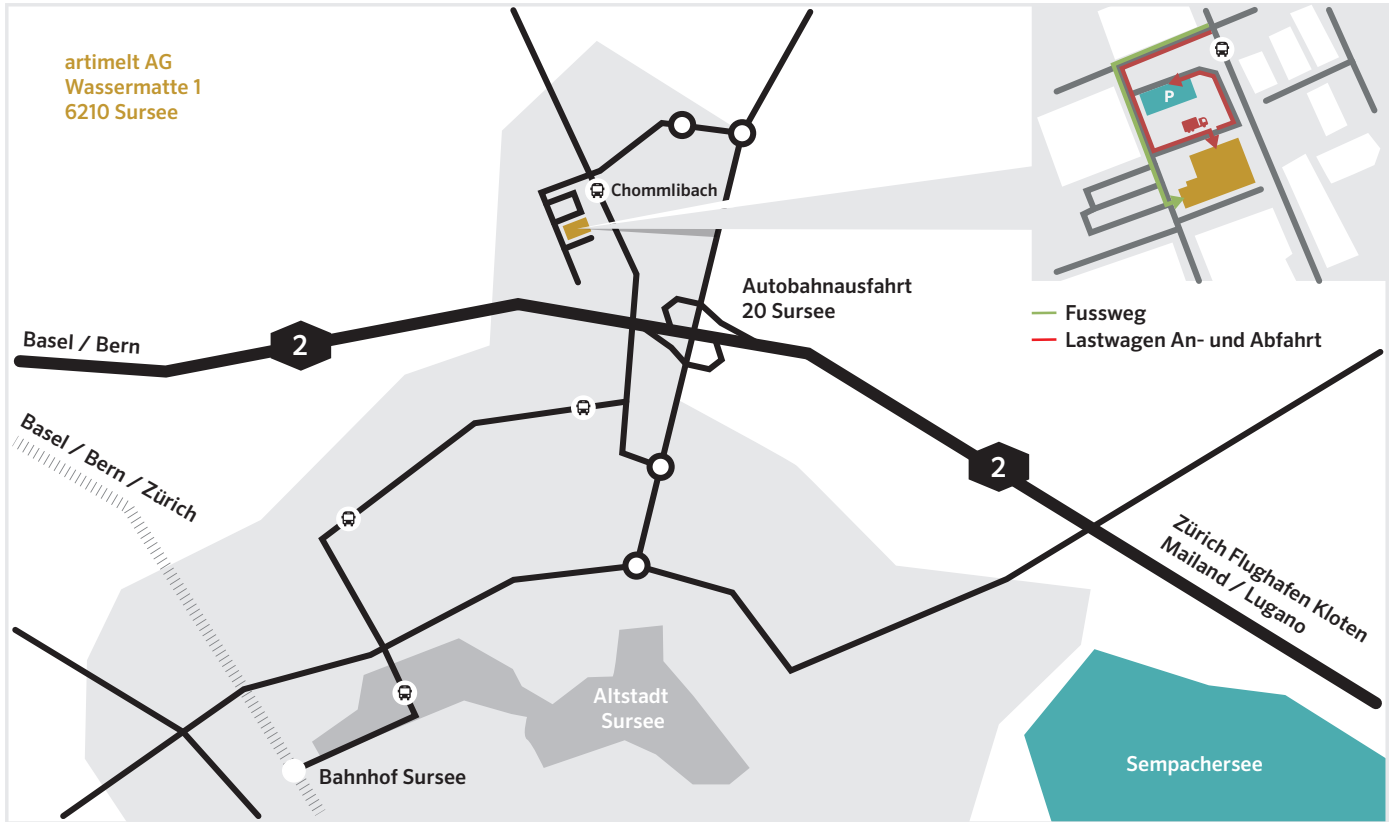 artimelt AG
Wassermatte 1
6210 Sursee
P
Chommlibach
Autobahnausfahrt
20 Sursee
Fussweg
Lastwagen An- und Abfahrt
Basel / Bern
2
Basel / Bern / Zürich
2
Zürich Flughafen Kloten
Mailand / Lugano
Altstadt
Sursee
Bahnhof Sursee
Sempachersee